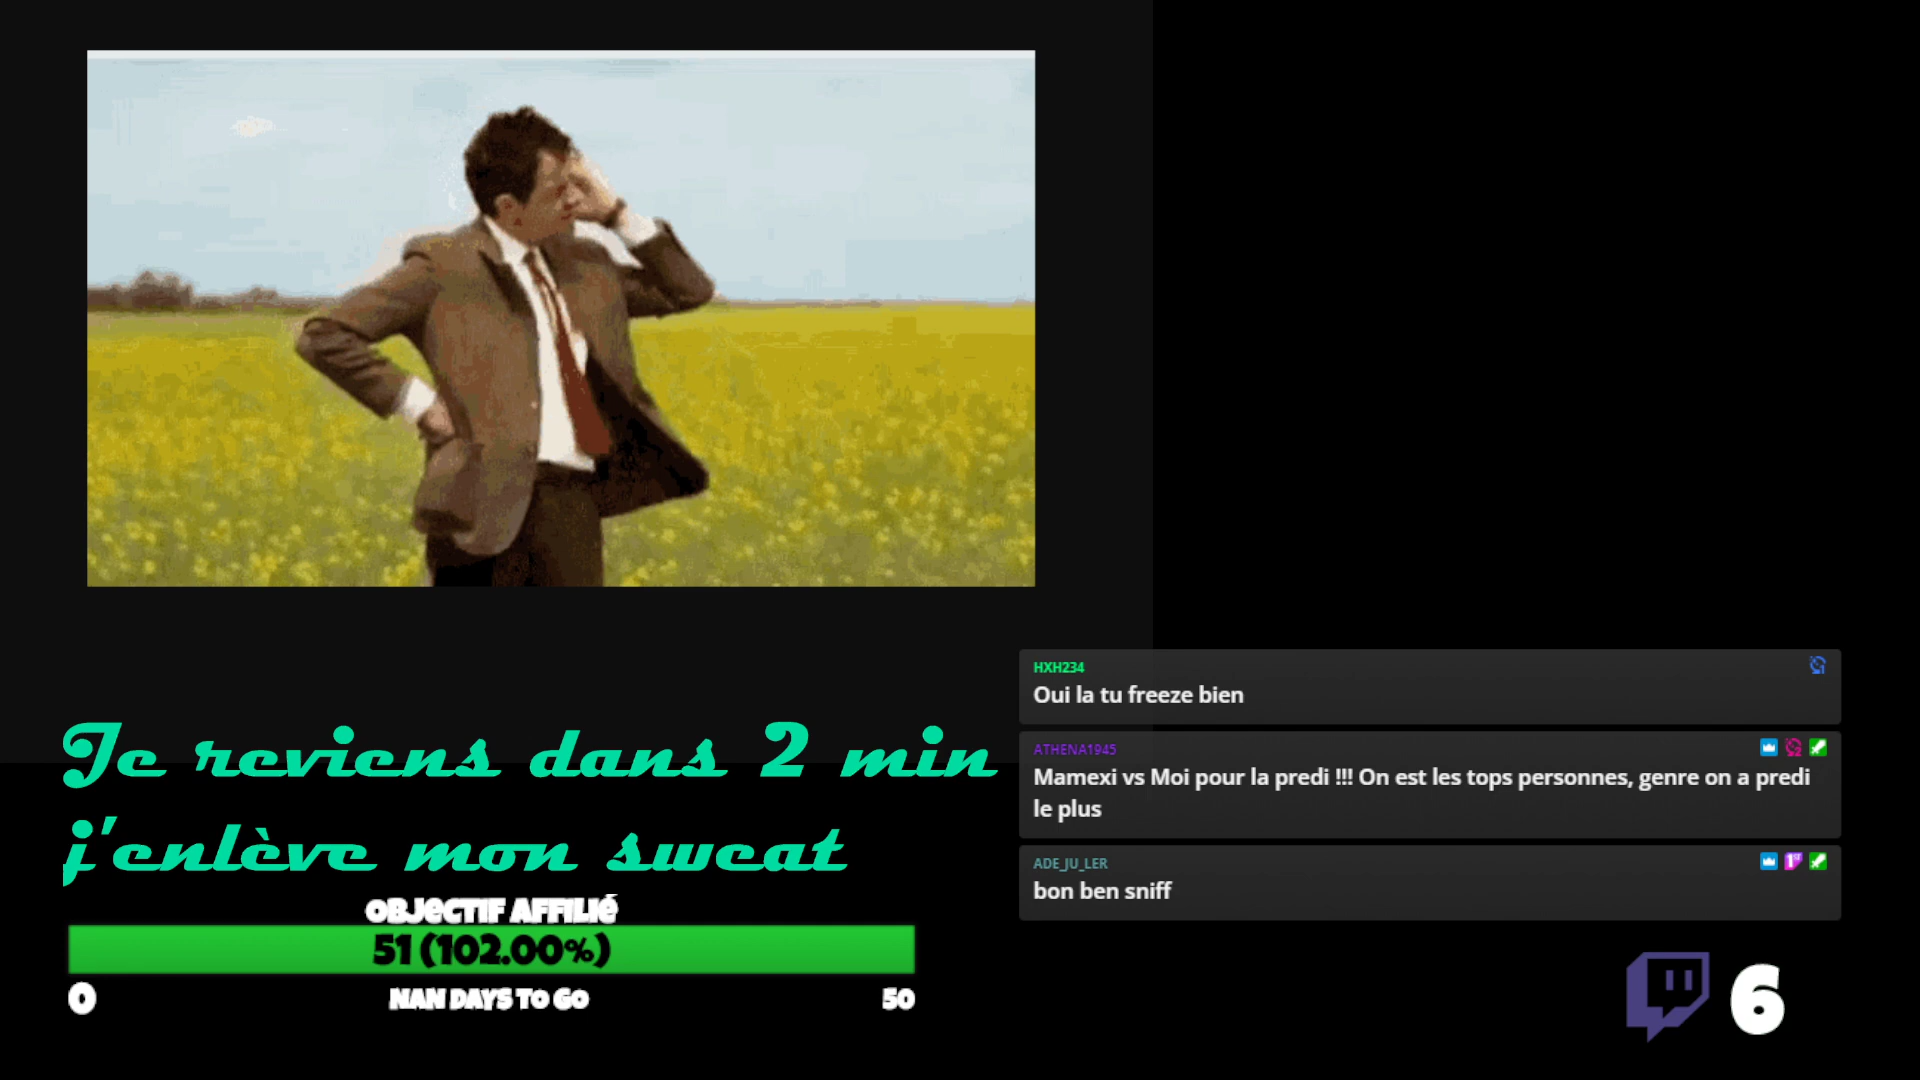 Je reviens dans 2 min
j'enlève mon sweat
OBJECTIF AFFILIÉ
51 (102.00%)
0
NAN DAYS TO GO
50
HXH234
Oui la tu freeze bien
ATHENA1945
Mamexi vs Moi pour la predi !!! On est les tops personnes, genre on a predi
le plus
ADE_JU_LER
1st
bon ben sniff
6